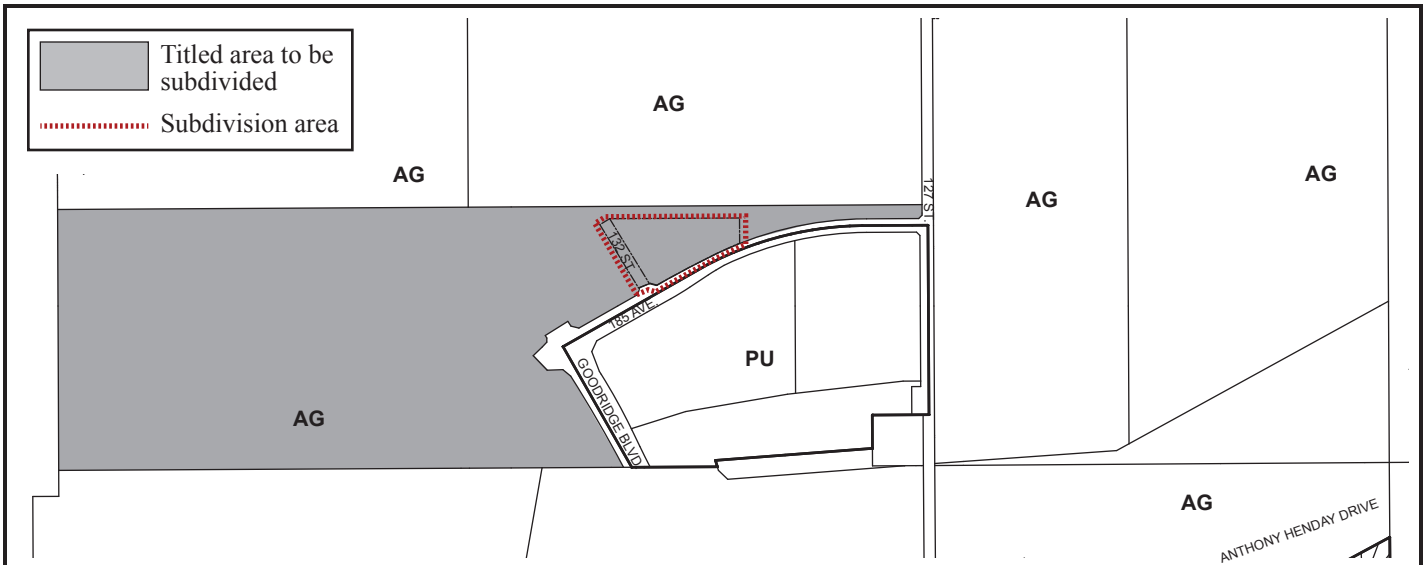 Titled area to be
subdivided
Subdivision area
AG
AG
127 ST.
AG
AG
132 ST
185 AVE.
PU
GOODRIDGE BLVD
AG
AG
ANTHONY HENDAY DRIVE